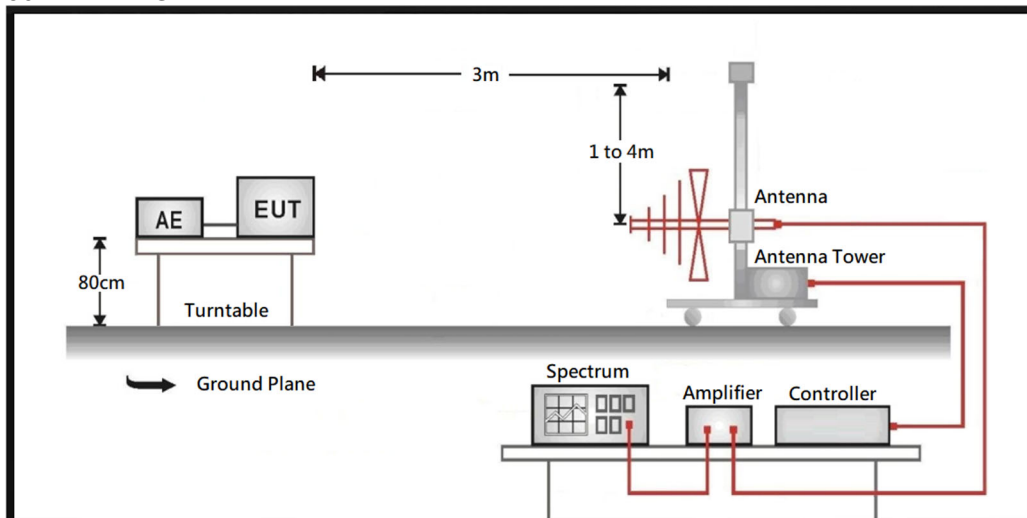 3m
1 to 4m
Antenna
AE
EUT
Antenna Tower
80cm
Turntable
Ground Plane
Spectrum
Amplifier
Controller